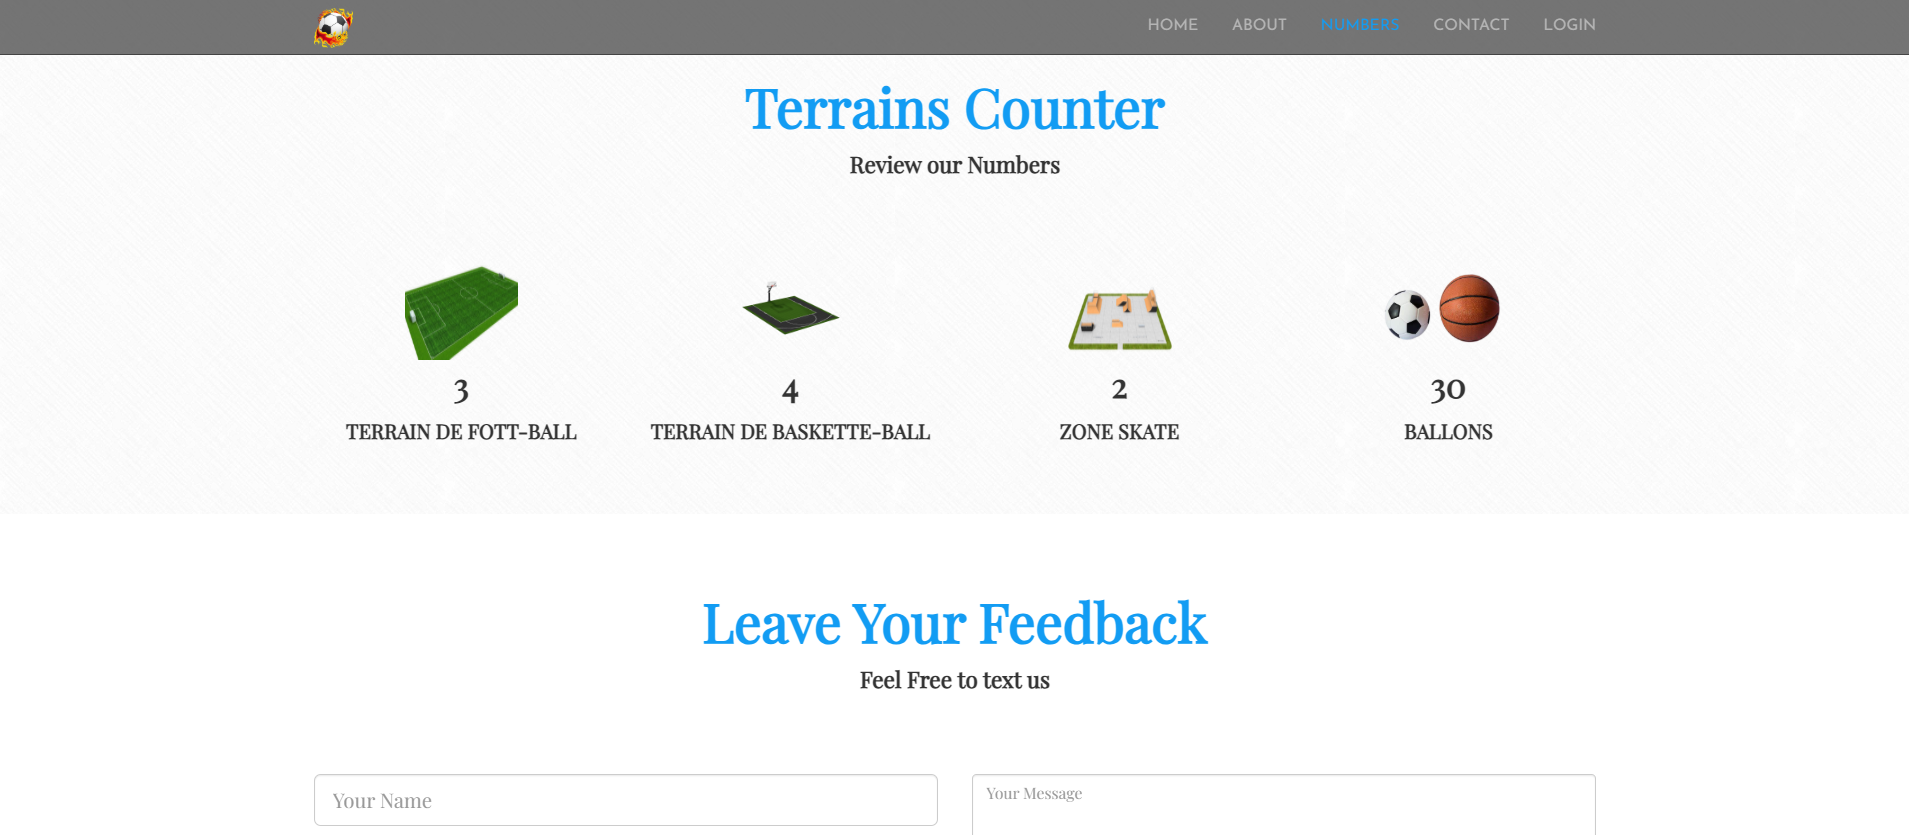 HOME ABOUT NUMBERS CONTACT LOGIN
Terrains Counter
Review our Numbers
3
TERRAIN DE FOTT-BALL
4
TERRAIN DE BASKETTE-BALL
2
ZONE SKATE
30
BALLONS
Leave Your Feedback
Feel Free to text us
Your Name
Your Message